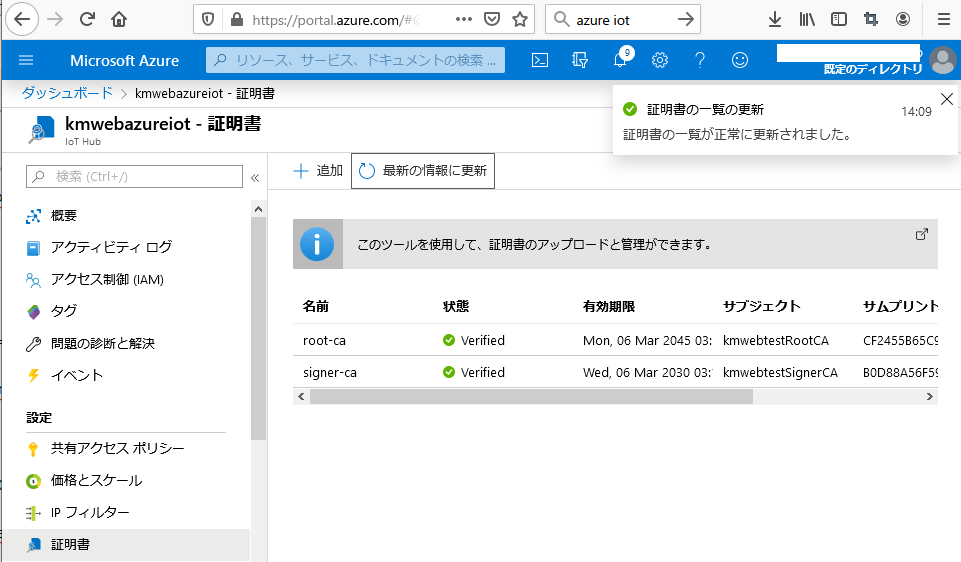 https://portal.azure.com/#
azure iot
Microsoft Azure
リソース、サービス、ドキュメントの検索 ...
9
既定のディレクトリ
ダッシュボード > kmwebazureiot - 証明書
kmwebazureiot - 証明書
IoT Hub
証明書の一覧の更新
14:09
証明書の一覧が正常に更新されました。
検索 (Ctrl+/)
«
追加
最新の情報に更新
概要
アクティビティ ログ
アクセス制御 (IAM)
タグ
問題の診断と解決
イベント
設定
共有アクセス ポリシー
価格とスケール
IP フィルター
証明書
このツールを使用して、証明書のアップロードと管理ができます。
名前 状態 有効期限 サブジェクト サムプリント
root-ca Verified Mon, 06 Mar 2045 03: kmwebtestRootCA CF2455B65C9
signer-ca Verified Wed, 06 Mar 2030 03: kmwebtestSignerCA B0D88A56F59